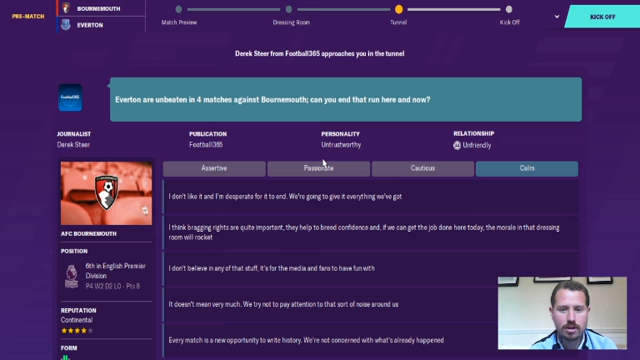 PRE-MATCH
BOURNEMOUTH
EVERTON
Match Preview
Dressing Room
Tunnel
Kick Off
KICK OFF
Derek Steer from Football365 approaches you in the tunnel
Football365
Everton are unbeaten in 4 matches against Bournemouth; can you end that run here and now?
JOURNALIST
Derek Steer
PUBLICATION
Football365
PERSONALITY
Untrustworthy
RELATIONSHIP
Unfriendly
Assertive
Passionate
Cautious
Calm
I don't like it and I'm desperate for it to end. We're going to give it everything we've got
I think bragging rights are quite important, they help to breed confidence and, if we can get the job done here today, the morale in that dressing
room will rocket
I don't believe in any of that stuff, it's for the media and fans to have fun with
It doesn't mean very much. We try not to pay attention to that sort of noise around us
Every match is a new opportunity to write history. We're not concerned with what's already happened
AFC BOURNEMOUTH
POSITION
6th in English Premier
Division
P4 W2 D2 L0 - Pts 8
REPUTATION
Continental
FORM